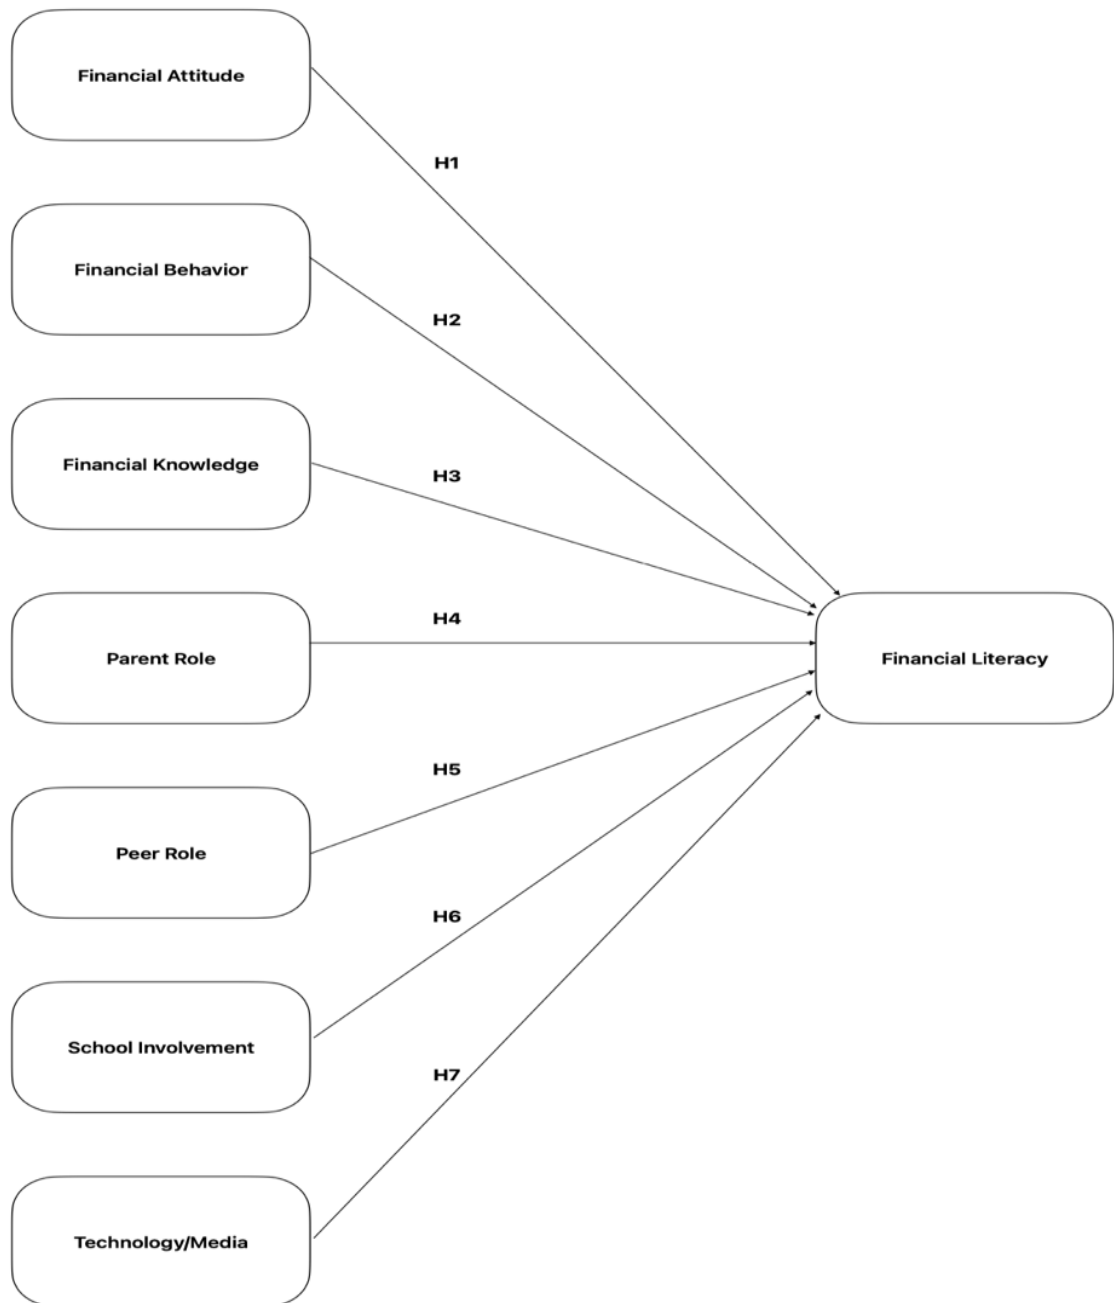 Financial Attitude
H1
Financial Behavior
H2
Financial Knowledge
H3
H4
Parent Role
Financial Literacy
H5
Peer Role
H6
School Involvement
H7
Technology/Media